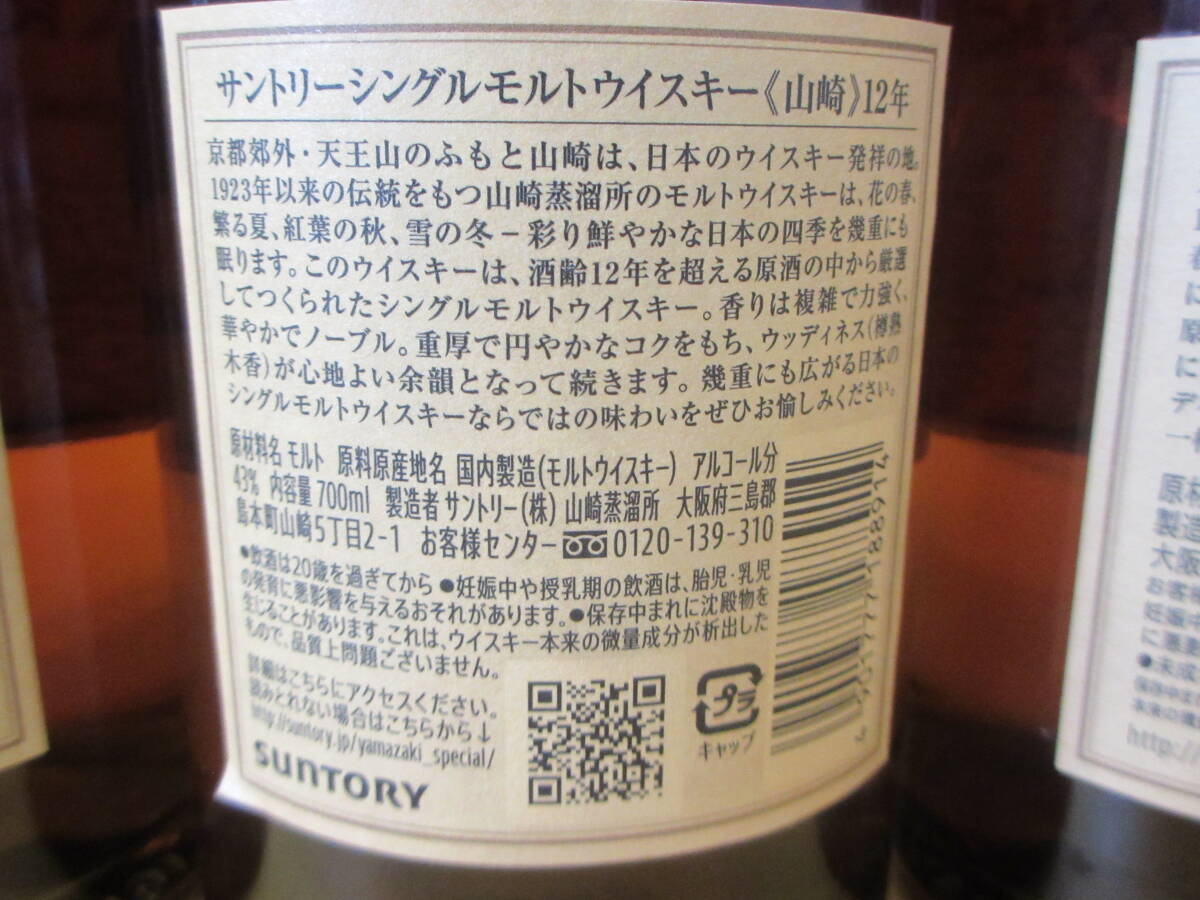 サントリーシングルモルトウイスキー《山崎》12年
京都郊外・天王山のふもと山崎は、日本のウイスキー発祥の地。
1923年以来の伝統をもつ山崎蒸溜所のモルトウイスキーは、花の春、
繁る夏、紅葉の秋、雪の冬－彩り鮮やかな日本の四季を幾重にも
眠ります。このウイスキーは、酒齢12年を超える原酒の中から厳選
してつくられたシングルモルトウイスキー。香りは複雑で力強く、
華やかでノーブル。重厚で円やかなコクをもち、ウッディネス(樽熟
木香)が心地よい余韻となって続きます。幾重にも広がる日本の
シングルモルトウイスキーならではの味わいをぜひお愉しみください。
原材料名 モルト 原料原産地名 国内製造(モルトウイスキー) アルコール分
43% 内容量 700ml 製造者 サントリー(株) 山崎蒸溜所 大阪府三島郡
島本町山崎5丁目2-1 お客様センター 0120-139-310
●飲酒は20歳を過ぎてから ●妊娠中や授乳期の飲酒は、胎児・乳児
の発育に悪影響を与えるおそれがあります。●保存中まれに沈殿物を
生じることがあります。これは、ウイスキー本来の微量成分が析出した
もので、品質上問題ございません。
詳細はこちらにアクセスください。
読みとれない場合はこちらから↓
http://suntory.jp/yamazaki_special/
SUNTORY
プラ
キャップ
原材
製造
大阪
お客様
妊娠中
に悪影
●未成
保存中ま
本来の微
http://